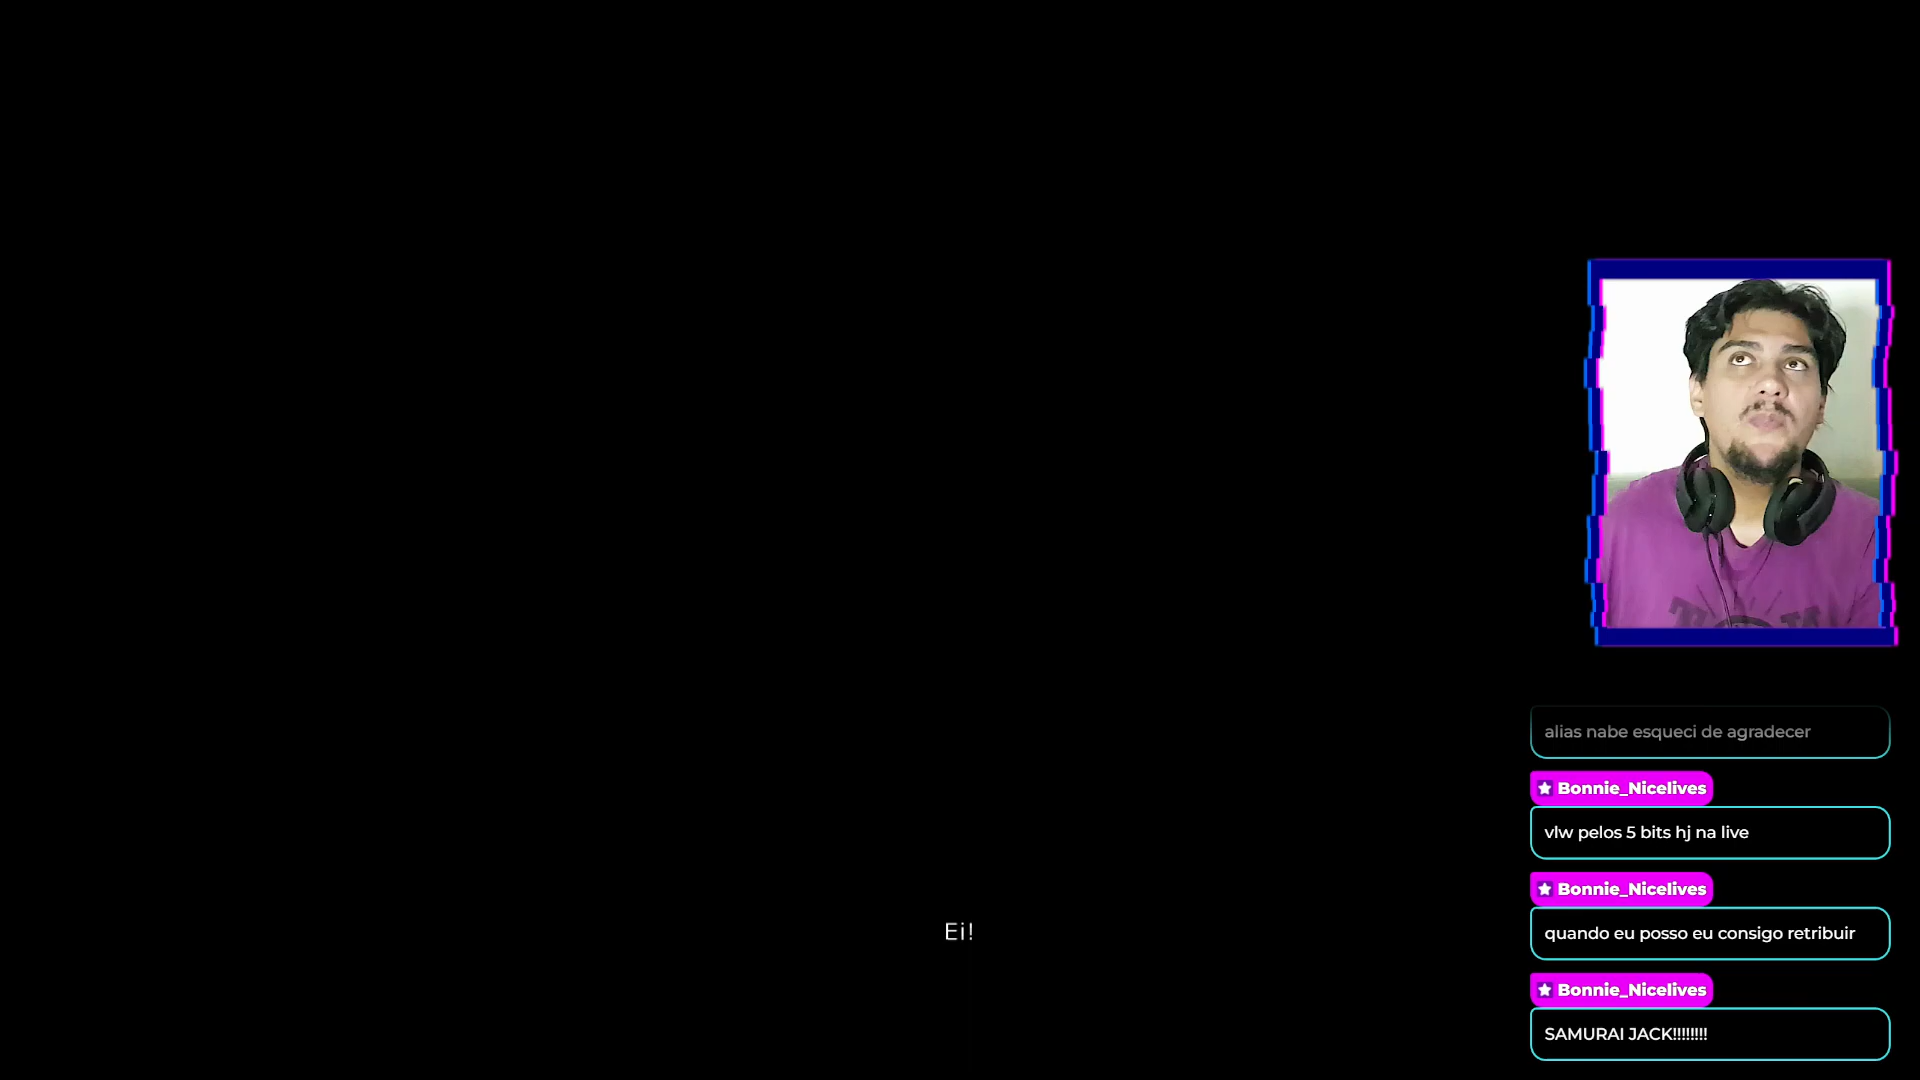 alias nabe esqueci de agradecer
Bonnie_Nicelives
vlw pelos 5 bits hj na live
Bonnie_Nicelives
quando eu posso eu consigo retribuir
Ei!
Bonnie_Nicelives
SAMURAI JACK!!!!!!!!